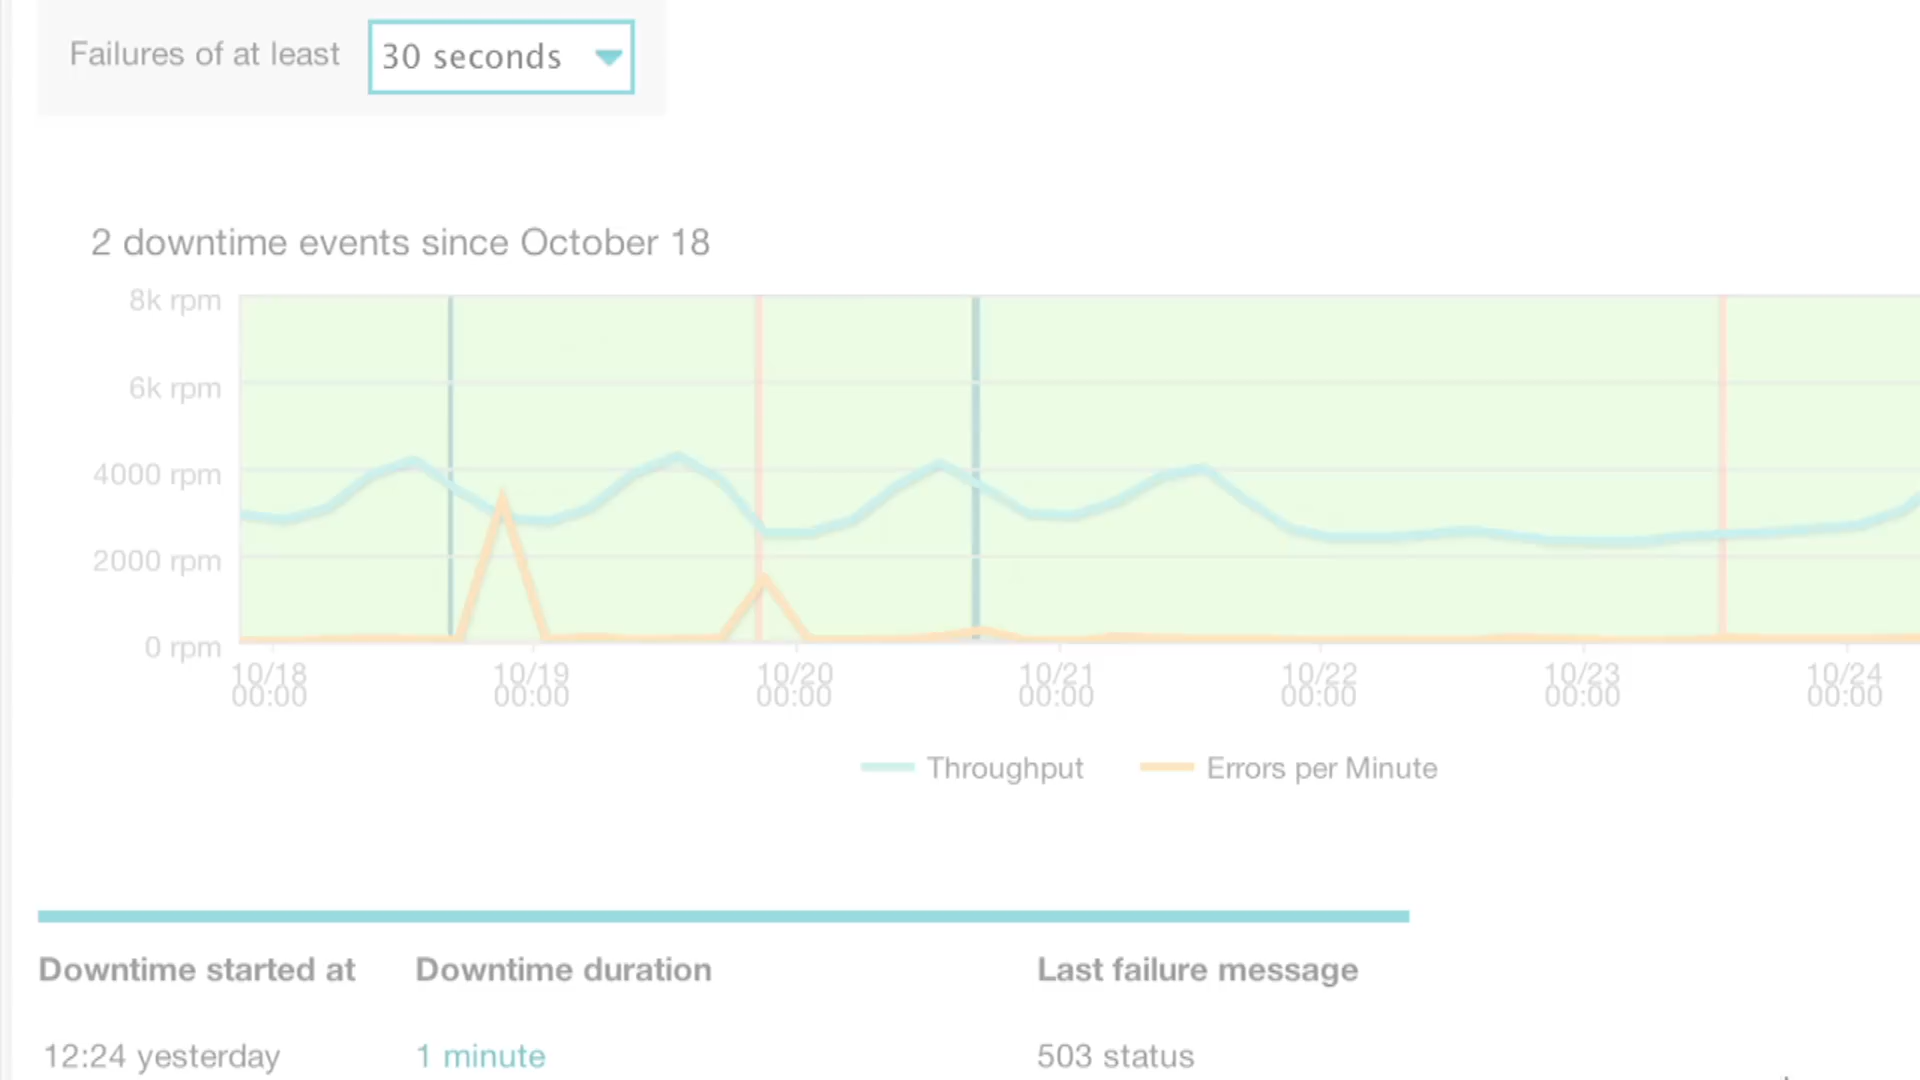 Failures of at least 30 seconds
2 downtime events since October 18
8k rpm
6k rpm
4000 rpm
2000 rpm
0 rpm
10/18 10/19 10/20 10/21 10/22 10/23 10/24
00:00 00:00 00:00 00:00 00:00 00:00 00:00
Throughput Errors per Minute
Downtime started at Downtime duration Last failure message
12:24 yesterday 1 minute 503 status